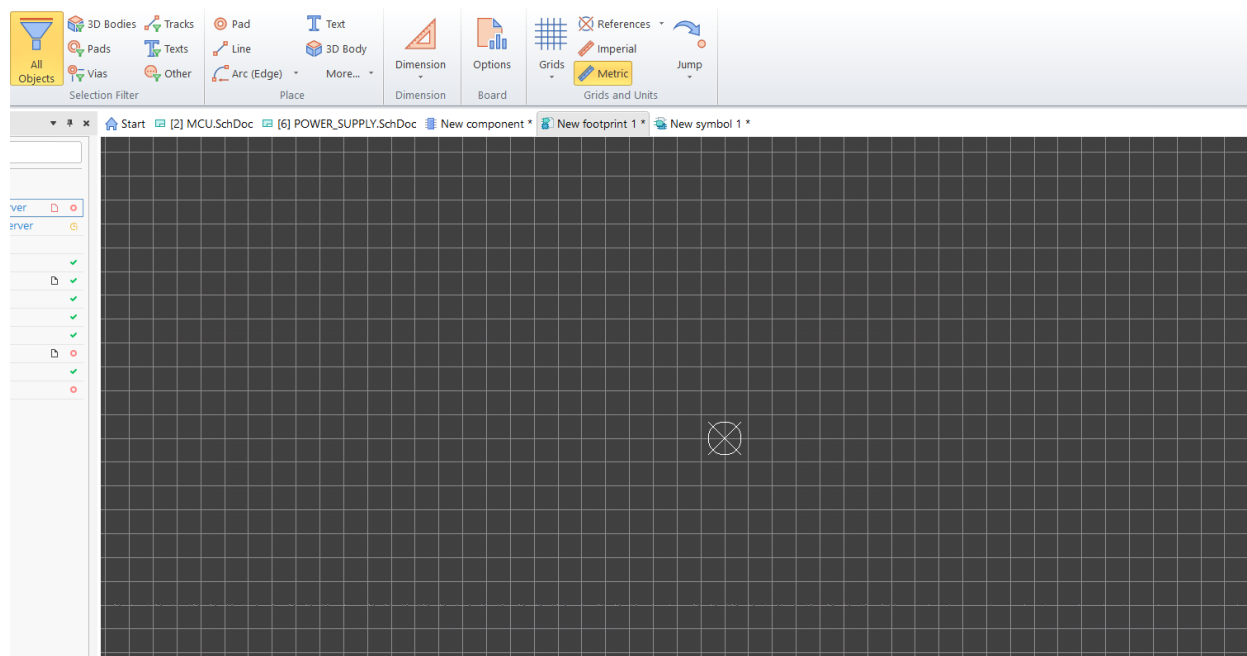 All Objects
3D Bodies
Tracks
Pads
Texts
Vias
Other
Selection Filter
Pad
Text
Line
3D Body
Arc (Edge)
More...
Place
Dimension
Dimension
Options
Board
Grids
References
Imperial
Metric
Jump
Grids and Units
Start
[2] MCU.SchDoc
[6] POWER_SUPPLY.SchDoc
New component *
New footprint 1 *
New symbol 1 *
ver
erver